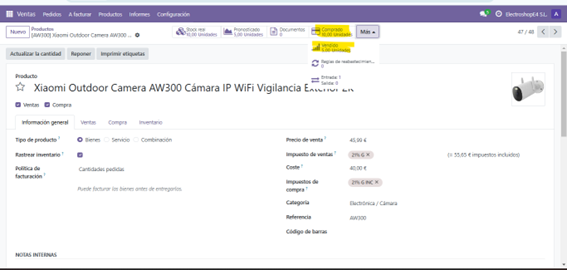 Ventas Pedidos A facturar Productos Informes Configuración ElectroshopE4 S.L. A
Nuevo Productos
[AW300] Xiaomi Outdoor Camera AW300 ...
Stock real
10,00 Unidades
Pronosticado
5,00 Unidades
Documentos
0
Comprado
10,00 Unidades
Más
47 / 48
Vendido
5,00 Unidades
Reglas de reabastecimien...
0
Entrada: 1
Salida: 0
Actualizar la cantidad Reponer Imprimir etiquetas
Producto
Xiaomi Outdoor Camera AW300 Cámara IP WiFi Vigilancia Exterior 2K
Ventas Compra
Información general Ventas Compra Inventario
Tipo de producto ? Bienes Servicio Combinación
Rastrear inventario ?
Política de facturación ? Cantidades pedidas
Puede facturar los bienes antes de entregarlos.
Precio de venta ? 45,99 €
Impuesto de ventas ? 21% G × (= 55,65 € impuestos incluidos)
Coste ? 40,00 €
Impuestos de compra ? 21% G INC ×
Categoría Electrónica / Cámara
Referencia AW300
Código de barras
NOTAS INTERNAS